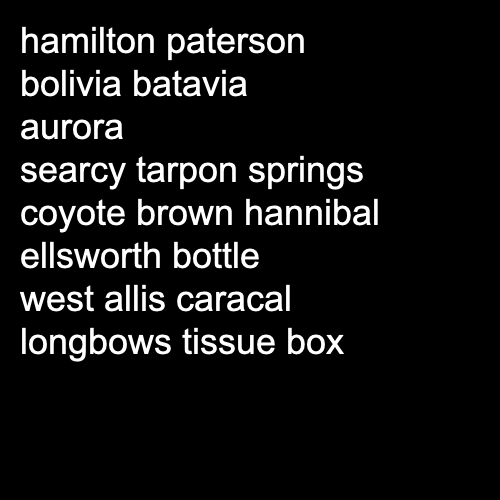 hamilton paterson
bolivia batavia
aurora
searcy tarpon springs
coyote brown hannibal
ellsworth bottle
west allis caracal
longbows tissue box